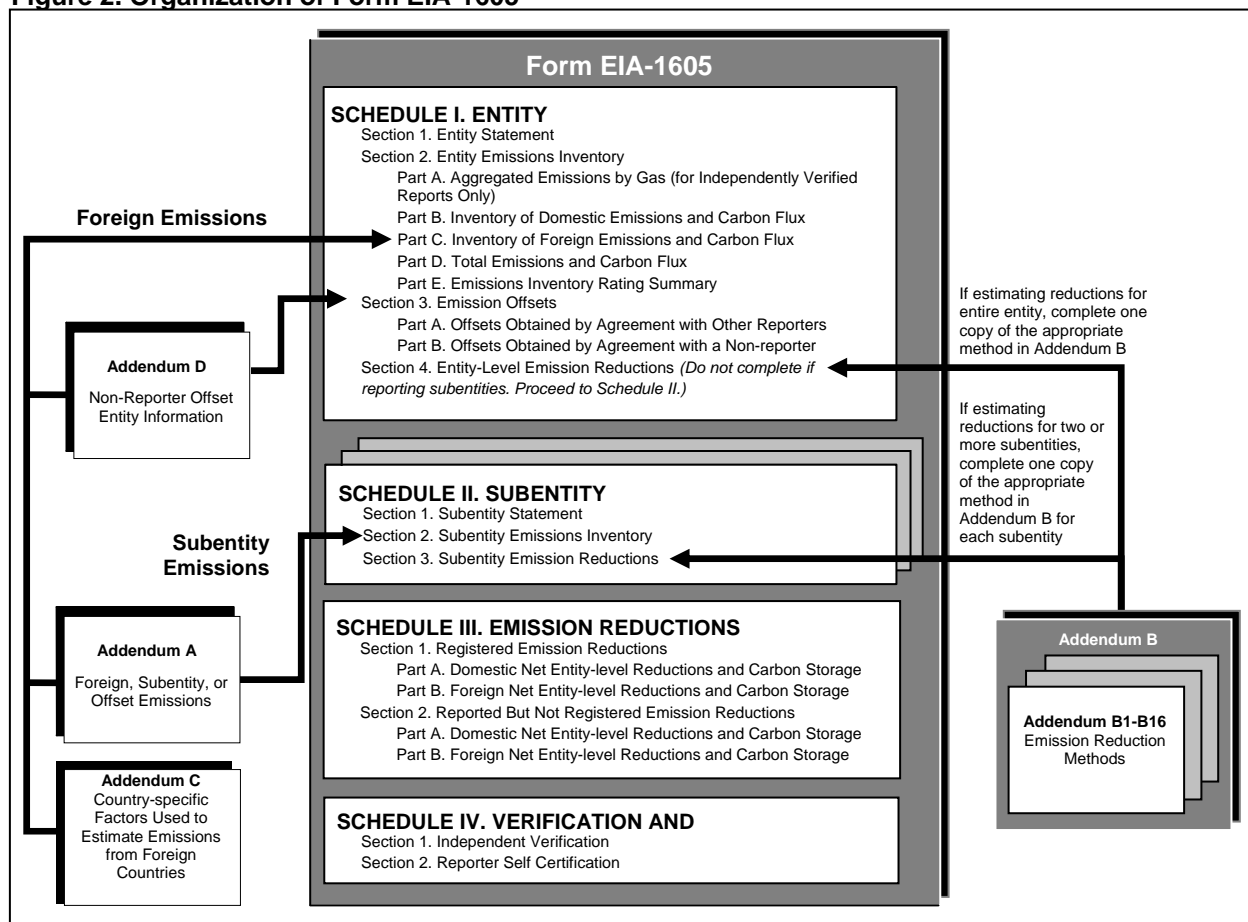 Figure 2. Organization of Form EIA-1605
Form EIA-1605
SCHEDULE I. ENTITY
Section 1. Entity Statement
Section 2. Entity Emissions Inventory
Part A. Aggregated Emissions by Gas (for Independently Verified
Reports Only)
Part B. Inventory of Domestic Emissions and Carbon Flux
Part C. Inventory of Foreign Emissions and Carbon Flux
Part D. Total Emissions and Carbon Flux
Part E. Emissions Inventory Rating Summary
Section 3. Emission Offsets
Part A. Offsets Obtained by Agreement with Other Reporters
Part B. Offsets Obtained by Agreement with a Non-reporter
Section 4. Entity-Level Emission Reductions (Do not complete if
reporting subentities. Proceed to Schedule II.)
Foreign Emissions
Addendum D
Non-Reporter Offset
Entity Information
If estimating reductions for
entire entity, complete one
copy of the appropriate
method in Addendum B
If estimating
reductions for two or
more subentities,
complete one copy
of the appropriate
method in
Addendum B for
each subentity
SCHEDULE II. SUBENTITY
Section 1. Subentity Statement
Section 2. Subentity Emissions Inventory
Section 3. Subentity Emission Reductions
Subentity
Emissions
Addendum A
Foreign, Subentity, or
Offset Emissions
SCHEDULE III. EMISSION REDUCTIONS
Section 1. Registered Emission Reductions
Part A. Domestic Net Entity-level Reductions and Carbon Storage
Part B. Foreign Net Entity-level Reductions and Carbon Storage
Section 2. Reported But Not Registered Emission Reductions
Part A. Domestic Net Entity-level Reductions and Carbon Storage
Part B. Foreign Net Entity-level Reductions and Carbon Storage
Addendum B
Addendum B1-B16
Emission Reduction
Methods
Addendum C
Country-specific
Factors Used to
Estimate Emissions
from Foreign
Countries
SCHEDULE IV. VERIFICATION AND
Section 1. Independent Verification
Section 2. Reporter Self Certification